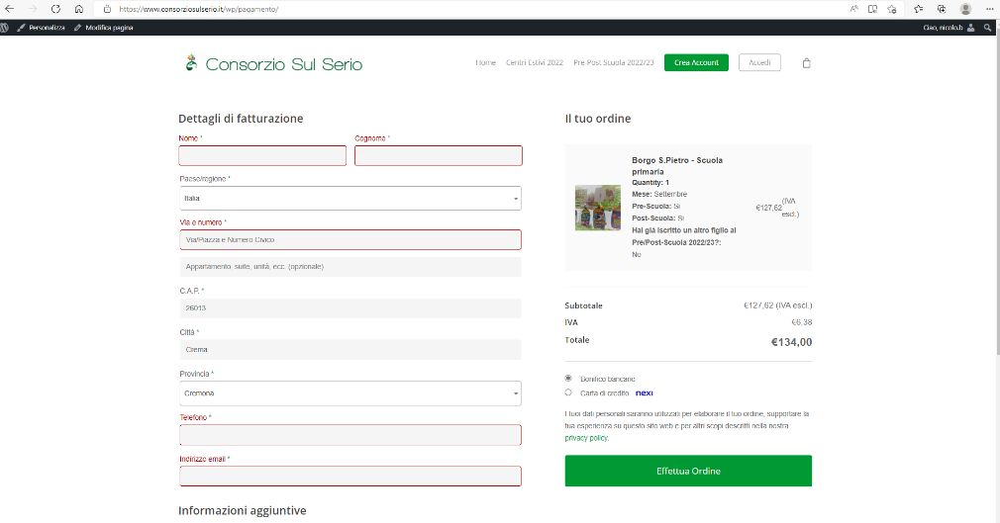 https://www.consorziosulserio.it/wp/pagamento/
Personalizza
Modifica pagina
Ciao, nicolo.b
Consorzio Sul Serio
Home
Centri Estivi 2022
Pre-Post Scuola 2022/23
Crea Account
Accedi
Dettagli di fatturazione
Nome *
Cognome *
Paese/regione *
Italia
Via e numero *
Via/Piazza e Numero Civico
Appartamento, suite, unità, ecc. (opzionale)
C.A.P. *
26013
Città *
Crema
Provincia *
Cremona
Telefono *
Indirizzo email *
Informazioni aggiuntive
Il tuo ordine
Borgo S.Pietro - Scuola
primaria
Quantity: 1
Mese: Settembre
Pre-Scuola: Si
Post-Scuola: Si
Hai già iscritto un altro figlio al
Pre/Post-Scuola 2022/23?:
No
€127,62 (IVA
escl.)
Subtotale €127,62 (IVA escl.)
IVA €6,38
Totale €134,00
Bonifico bancario
Carta di credito nexi
I tuoi dati personali saranno utilizzati per elaborare il tuo ordine, supportare la
tua esperienza su questo sito web e per altri scopi descritti nella nostra
privacy policy.
Effettua Ordine